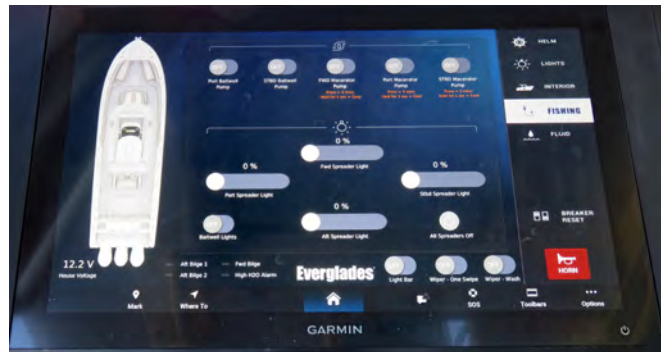 HELM
LIGHTS
INTERIOR
FISHING
FLUID
BREAKER
RESET
HORN
Port Baitwell
Pump
STBD Baitwell
Pump
FWD Macerator
Pump
Port Macerator
Pump
STBD Macerator
Pump
0 %
Fwd Spreader Light
0 %
Port Spreader Light
0 %
Stbd Spreader Light
Baitwell Lights
0 %
Aft Spreader Light
All Spreaders Off
12.2 V
House Voltage
Aft Bilge 1
Fwd Bilge
Aft Bilge 2
High H2O Alarm
Everglades
Light Bar
Wiper - One Swipe
Wiper - Wash
Mark
Where To
SOS
Toolbars
Options
GARMIN